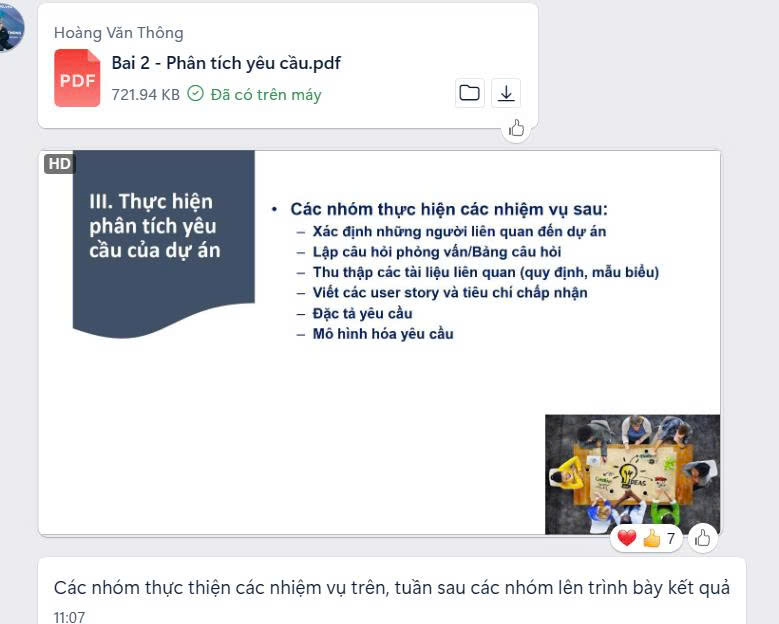 Hoàng Văn Thông
PDF
Bai 2 - Phân tích yêu cầu.pdf
721.94 KB Đã có trên máy
HD
III. Thực hiện
phân tích yêu
cầu của dự án
• Các nhóm thực hiện các nhiệm vụ sau:
– Xác định những người liên quan đến dự án
– Lập câu hỏi phỏng vấn/Bảng câu hỏi
– Thu thập các tài liệu liên quan (quy định, mẫu biểu)
– Viết các user story và tiêu chí chấp nhận
– Đặc tả yêu cầu
– Mô hình hóa yêu cầu
IDEAS
7
Các nhóm thực thiện các nhiệm vụ trên, tuần sau các nhóm lên trình bày kết quả
11:07